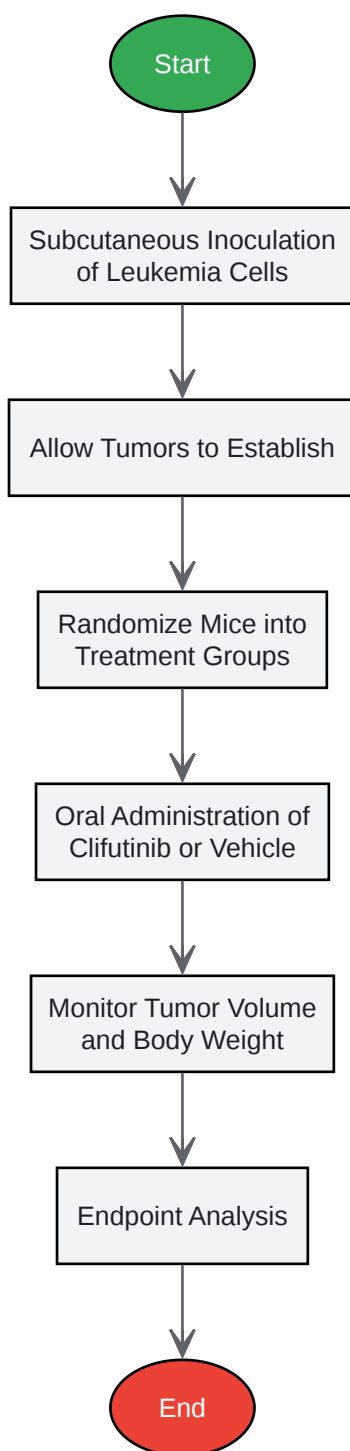 Start
Subcutaneous Inoculation
of Leukemia Cells
Allow Tumors to Establish
Randomize Mice into
Treatment Groups
Oral Administration of
Clifutinib or Vehicle
Monitor Tumor Volume
and Body Weight
Endpoint Analysis
End